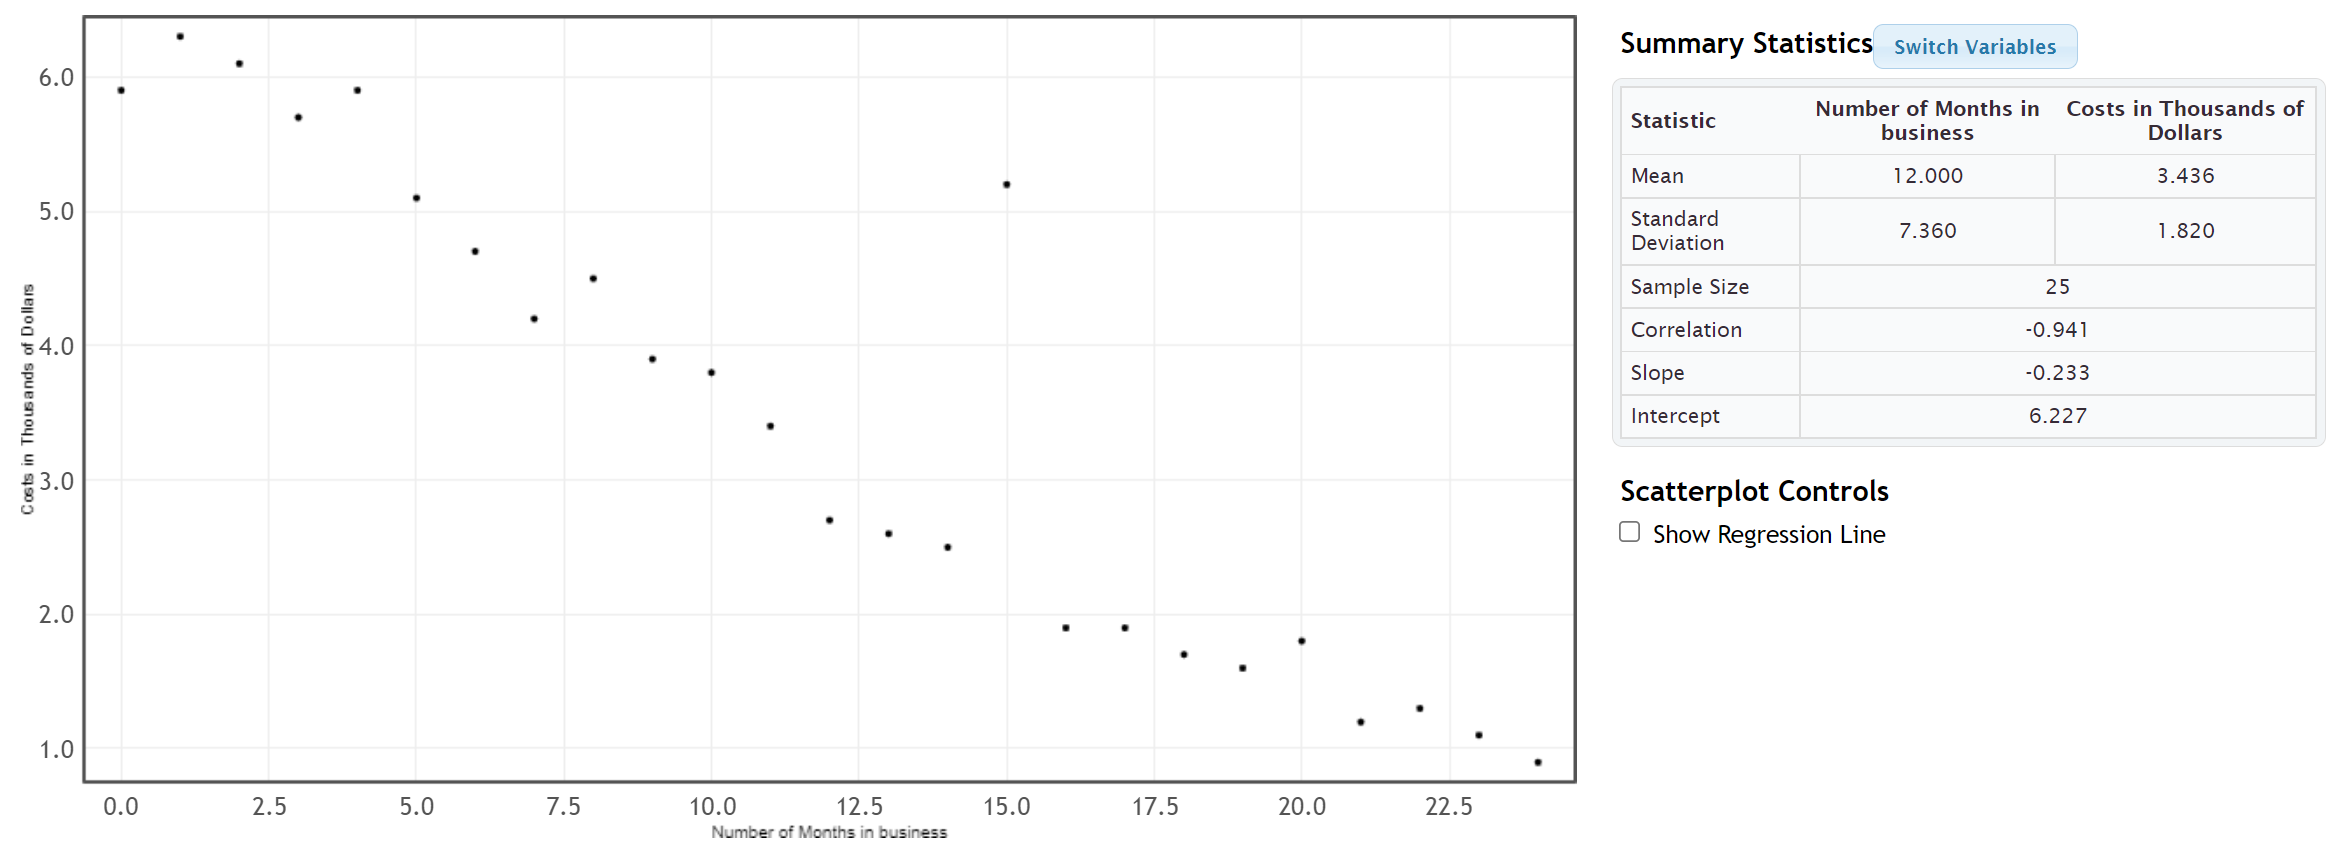 6.0
5.0
4.0
3.0
2.0
1.0
Costs in Thousands of Dollars
0.0 2.5 5.0 7.5 10.0 12.5 15.0 17.5 20.0 22.5
Number of Months in business
Summary Statistics Switch Variables
Statistic Number of Months in business Costs in Thousands of Dollars
Mean 12.000 3.436
Standard Deviation 7.360 1.820
Sample Size 25
Correlation -0.941
Slope -0.233
Intercept 6.227
Scatterplot Controls
Show Regression Line